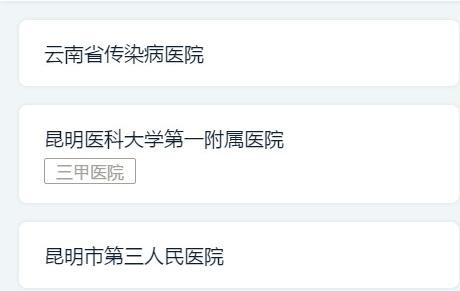 云南省传染病医院
昆明医科大学第一附属医院
三甲医院
昆明市第三人民医院